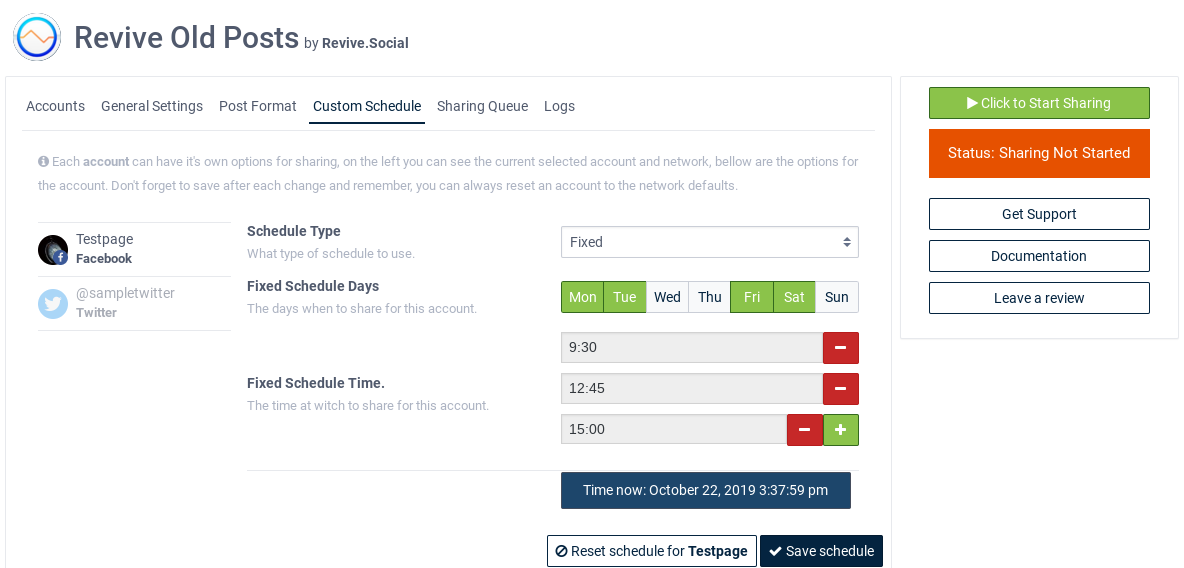 Revive Old Posts by Revive.Social
Accounts General Settings Post Format Custom Schedule Sharing Queue Logs
Each account can have it's own options for sharing, on the left you can see the current selected account and network, bellow are the options for
the account. Don't forget to save after each change and remember, you can always reset an account to the network defaults.
Testpage
Facebook
@sampletwitter
Twitter
Schedule Type
What type of schedule to use.
Fixed
Fixed Schedule Days
The days when to share for this account.
Mon Tue Wed Thu Fri Sat Sun
Fixed Schedule Time.
The time at witch to share for this account.
9:30
12:45
15:00
Time now: October 22, 2019 3:37:59 pm
Reset schedule for Testpage
Save schedule
Click to Start Sharing
Status: Sharing Not Started
Get Support
Documentation
Leave a review